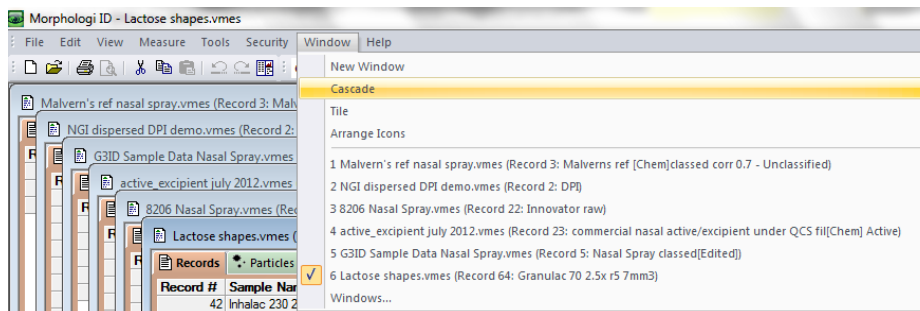 Morphologi ID - Lactose shapes.vmes
File Edit View Measure Tools Security Window Help
New Window
Cascade
Tile
Arrange Icons
1 Malvern's ref nasal spray.vmes (Record 3: Malverns ref [Chem]classed corr 0.7 - Unclassified)
2 NGI dispersed DPI demo.vmes (Record 2: DPI)
3 8206 Nasal Spray.vmes (Record 22: Innovator raw)
4 active_excipient july 2012.vmes (Record 23: commercial nasal active/excipient under QCS fil[Chem] Active)
5 G3ID Sample Data Nasal Spray.vmes (Record 5: Nasal Spray classed[Edited])
6 Lactose shapes.vmes (Record 64: Granulac 70 2.5x r5 7mm3)
Windows...
Malvern's ref nasal spray.vmes (Record 3: Malv
NGI dispersed DPI demo.vmes (Record 2:
G3ID Sample Data Nasal Spray.vmes
active_excipient july 2012.vmes
8206 Nasal Spray.vmes (Rec
Lactose shapes.vmes (
Records Particles
Record # Sample Nar
42 Inhalac 230 2